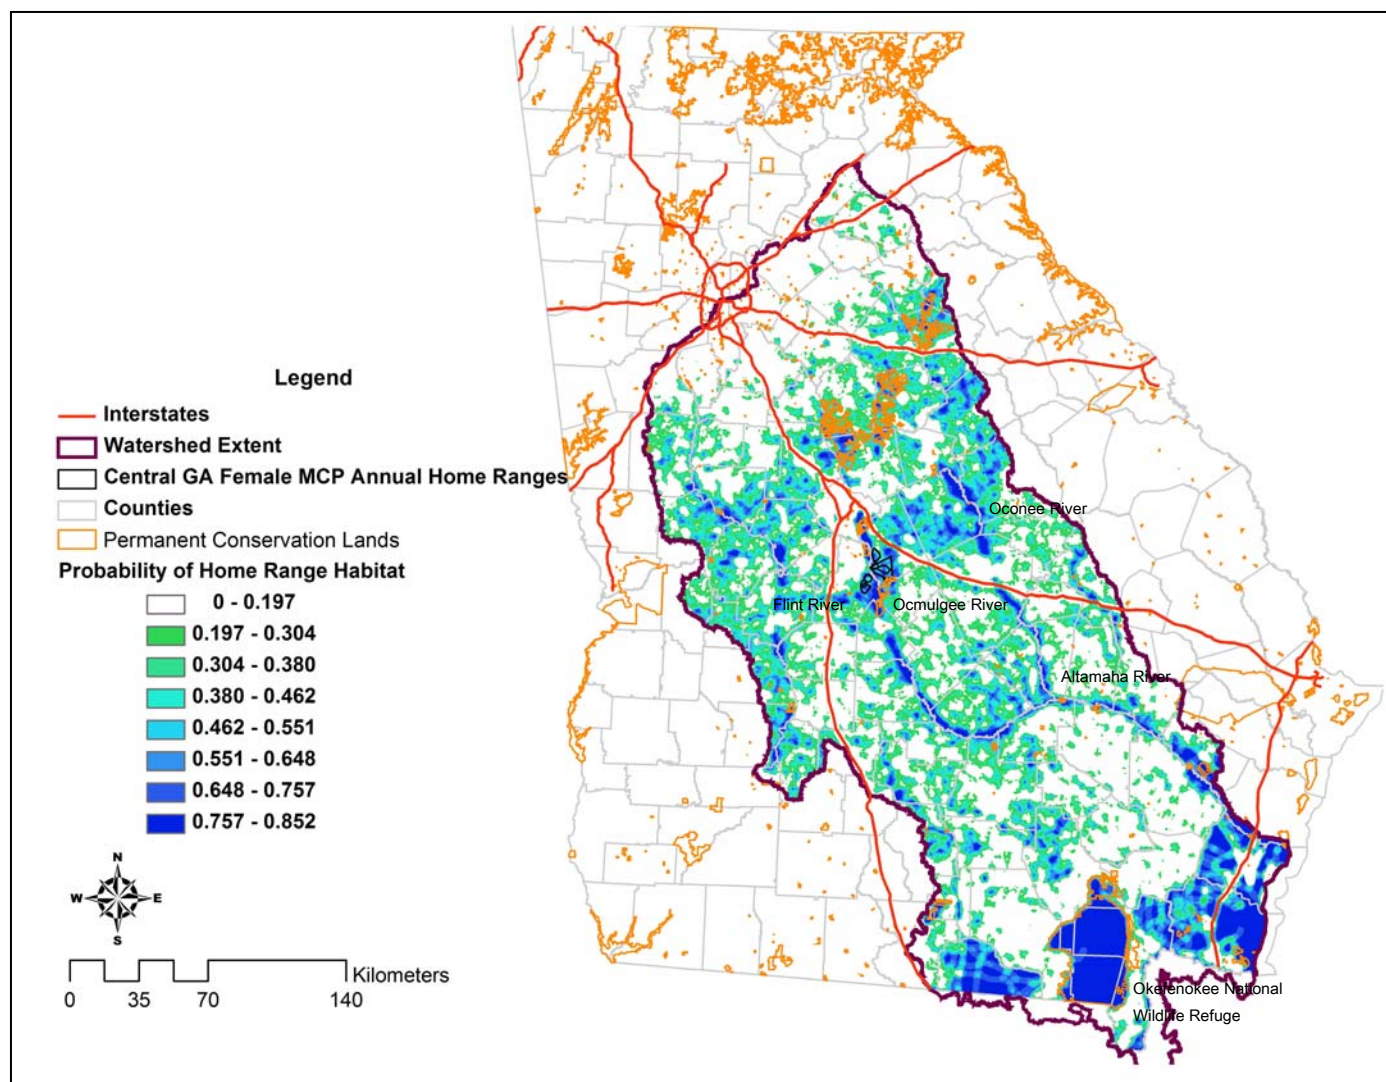 Legend
Interstates
Watershed Extent
Central GA Female MCP Annual Home Ranges
Counties
Permanent Conservation Lands
Probability of Home Range Habitat
0 - 0.197
0.197 - 0.304
0.304 - 0.380
0.380 - 0.462
0.462 - 0.551
0.551 - 0.648
0.648 - 0.757
0.757 - 0.852
N
W E
S
Kilometers
0 35 70 140
Oconee River
Flint River
Ocmulgee River
Altamaha River
Okefenokee National
Wildlife Refuge